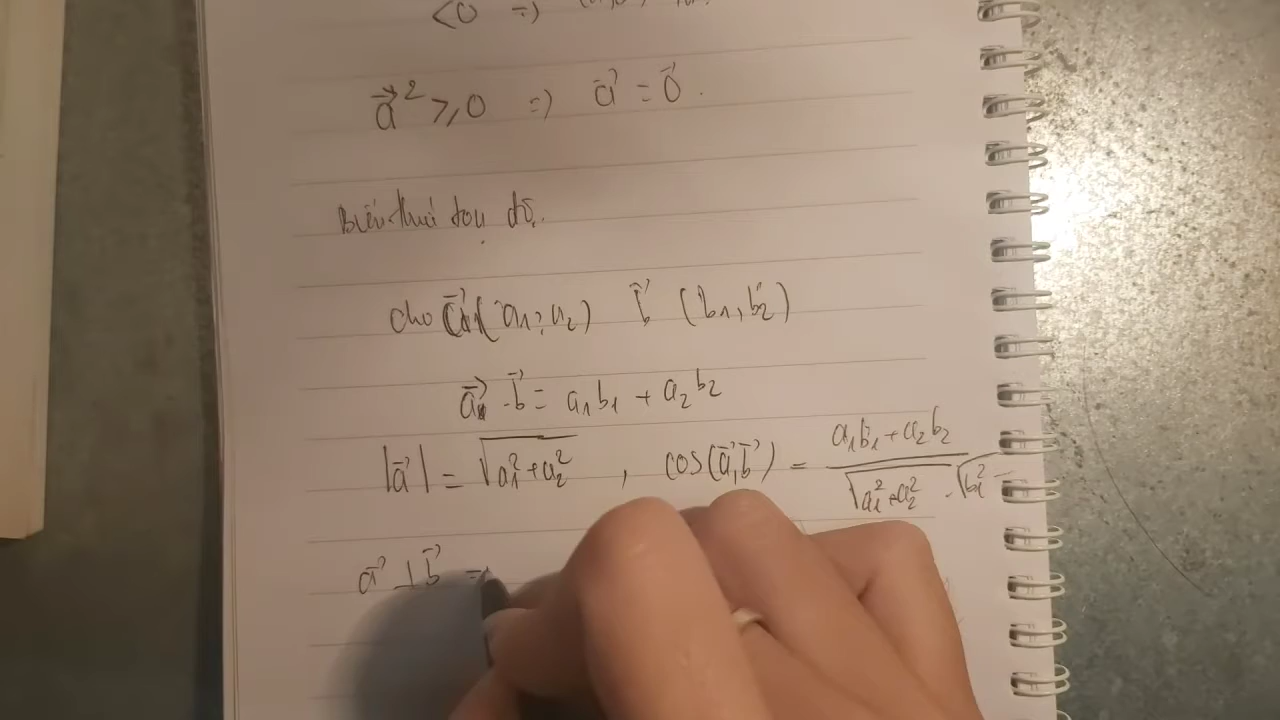 <0 =>
a⃗² ⩾ 0 => a⃗ = 0⃗.
Biểu thức toạ độ.
cho a⃗ (a₁; a₂) b⃗ (b₁, b₂)
a⃗ . b⃗ = a₁b₁ + a₂b₂
|a⃗| = √(a₁² + a₂²) , cos(a⃗, b⃗) = (a₁b₁ + a₂b₂) / (√(a₁² + a₂²) . √(b₁²
a⃗ ⊥ b⃗ =